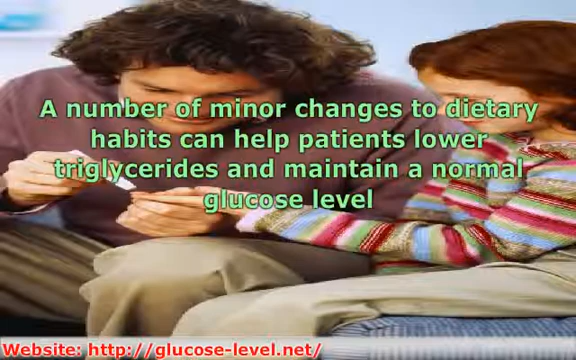 A number of minor changes to dietary
habits can help patients lower
triglycerides and maintain a normal
glucose level
Website: http://glucose-level.net/